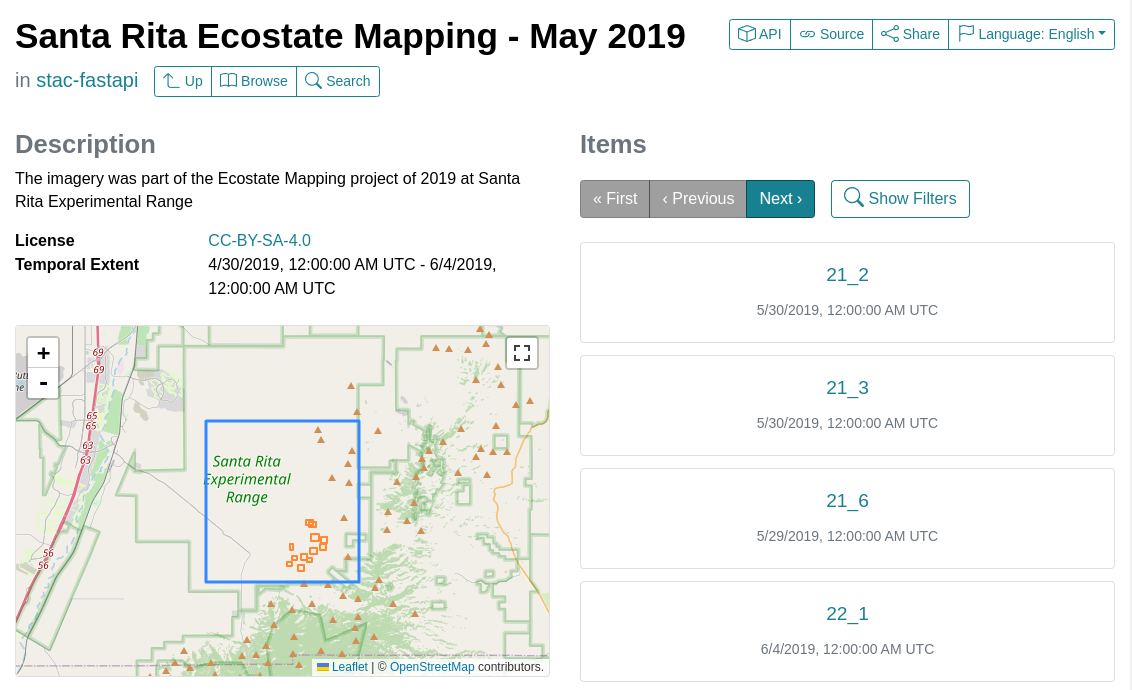 Santa Rita Ecostate Mapping - May 2019
API Source Share Language: English
in stac-fastapi Up Browse Search
Description
The imagery was part of the Ecostate Mapping project of 2019 at Santa
Rita Experimental Range
License CC-BY-SA-4.0
Temporal Extent 4/30/2019, 12:00:00 AM UTC - 6/4/2019,
12:00:00 AM UTC
+
-
69
69
65
65
63
63
56
56
Santa Rita
Experimental
Range
Leaflet | © OpenStreetMap contributors.
Items
« First ‹ Previous Next › Show Filters
21_2
5/30/2019, 12:00:00 AM UTC
21_3
5/30/2019, 12:00:00 AM UTC
21_6
5/29/2019, 12:00:00 AM UTC
22_1
6/4/2019, 12:00:00 AM UTC